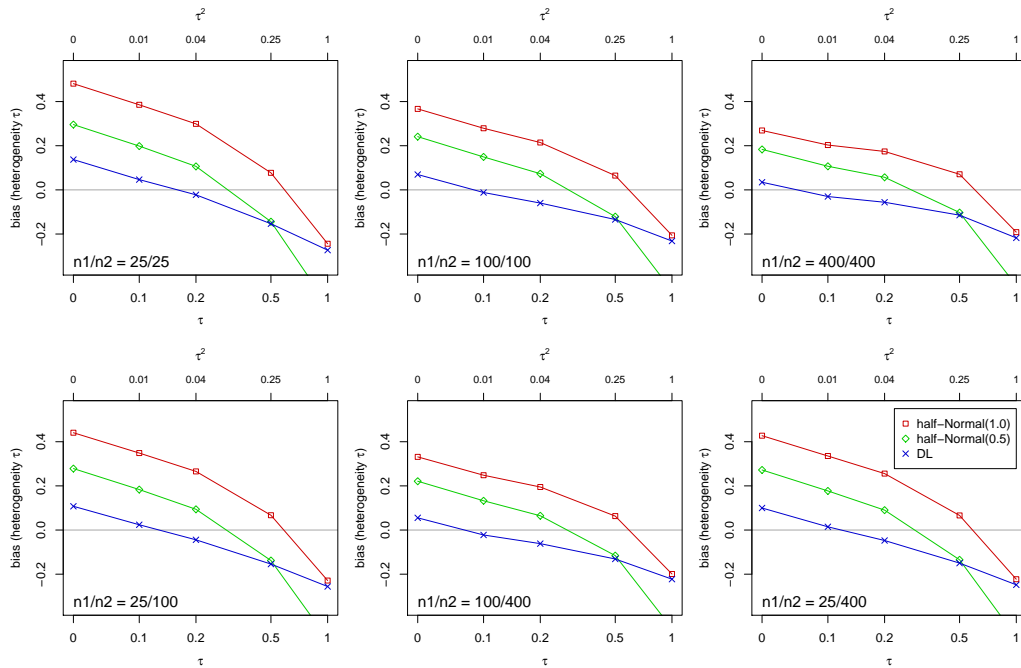 τ²
τ²
τ²
0 0.01 0.04 0.25 1
0 0.01 0.04 0.25 1
0 0.01 0.04 0.25 1
bias (heterogeneity τ)
−0.2 0.0 0.2 0.4
n1/n2 = 25/25
bias (heterogeneity τ)
−0.2 0.0 0.2 0.4
n1/n2 = 100/100
bias (heterogeneity τ)
−0.2 0.0 0.2 0.4
n1/n2 = 400/400
0 0.1 0.2 0.5 1
0 0.1 0.2 0.5 1
0 0.1 0.2 0.5 1
τ
τ
τ
τ²
τ²
τ²
0 0.01 0.04 0.25 1
0 0.01 0.04 0.25 1
0 0.01 0.04 0.25 1
bias (heterogeneity τ)
−0.2 0.0 0.2 0.4
n1/n2 = 25/100
bias (heterogeneity τ)
−0.2 0.0 0.2 0.4
n1/n2 = 100/400
bias (heterogeneity τ)
−0.2 0.0 0.2 0.4
half−Normal(1.0)
half−Normal(0.5)
DL
n1/n2 = 25/400
0 0.1 0.2 0.5 1
0 0.1 0.2 0.5 1
0 0.1 0.2 0.5 1
τ
τ
τ